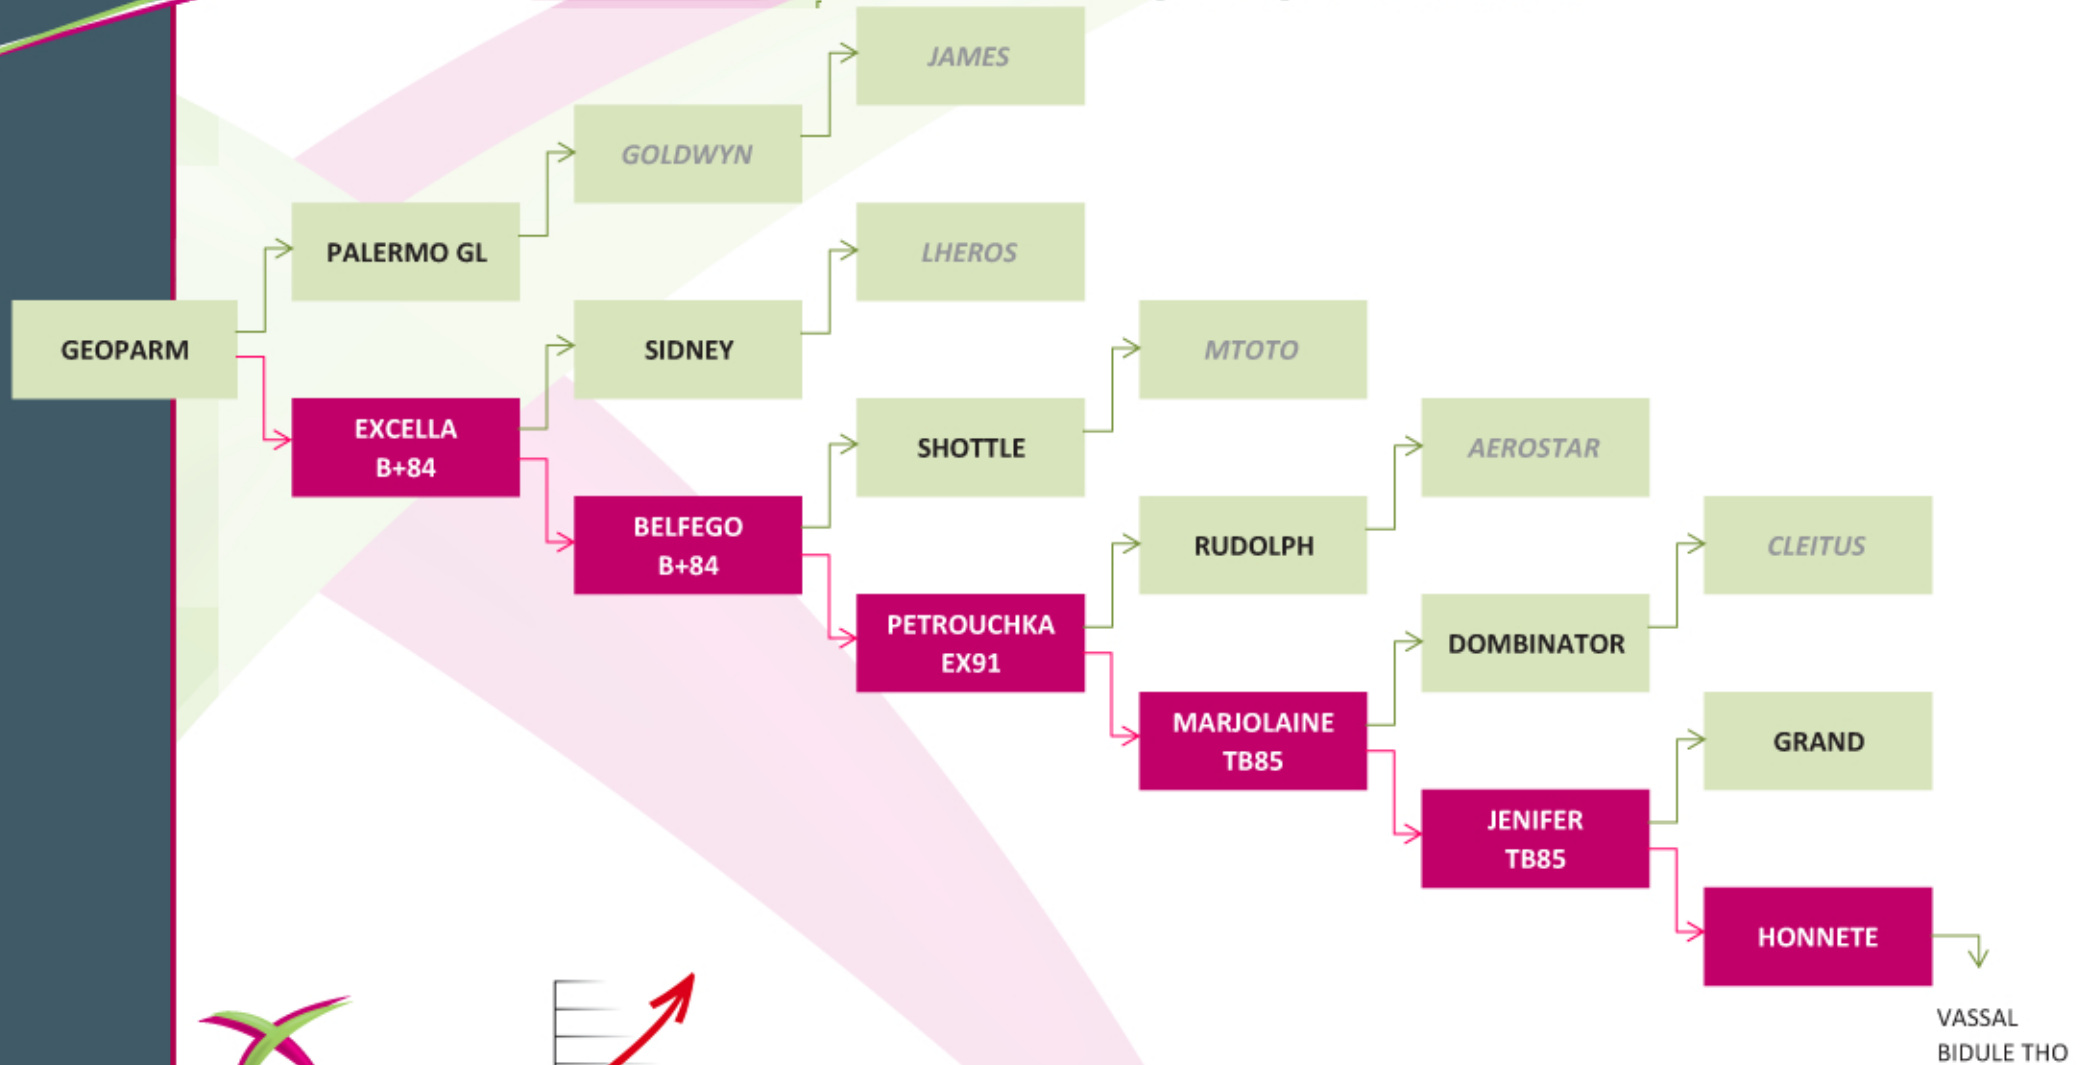 JAMES
GOLDWYN
PALERMO GL
LHEROS
GEOPARM
SIDNEY
MTOTO
EXCELLA
B+84
SHOTTLE
AEROSTAR
BELFEGO
B+84
RUDOLPH
CLEITUS
PETROUCHKA
EX91
DOMBINATOR
MARJOLAINE
TB85
GRAND
JENIFER
TB85
HONNETE
VASSAL
BIDULE THO